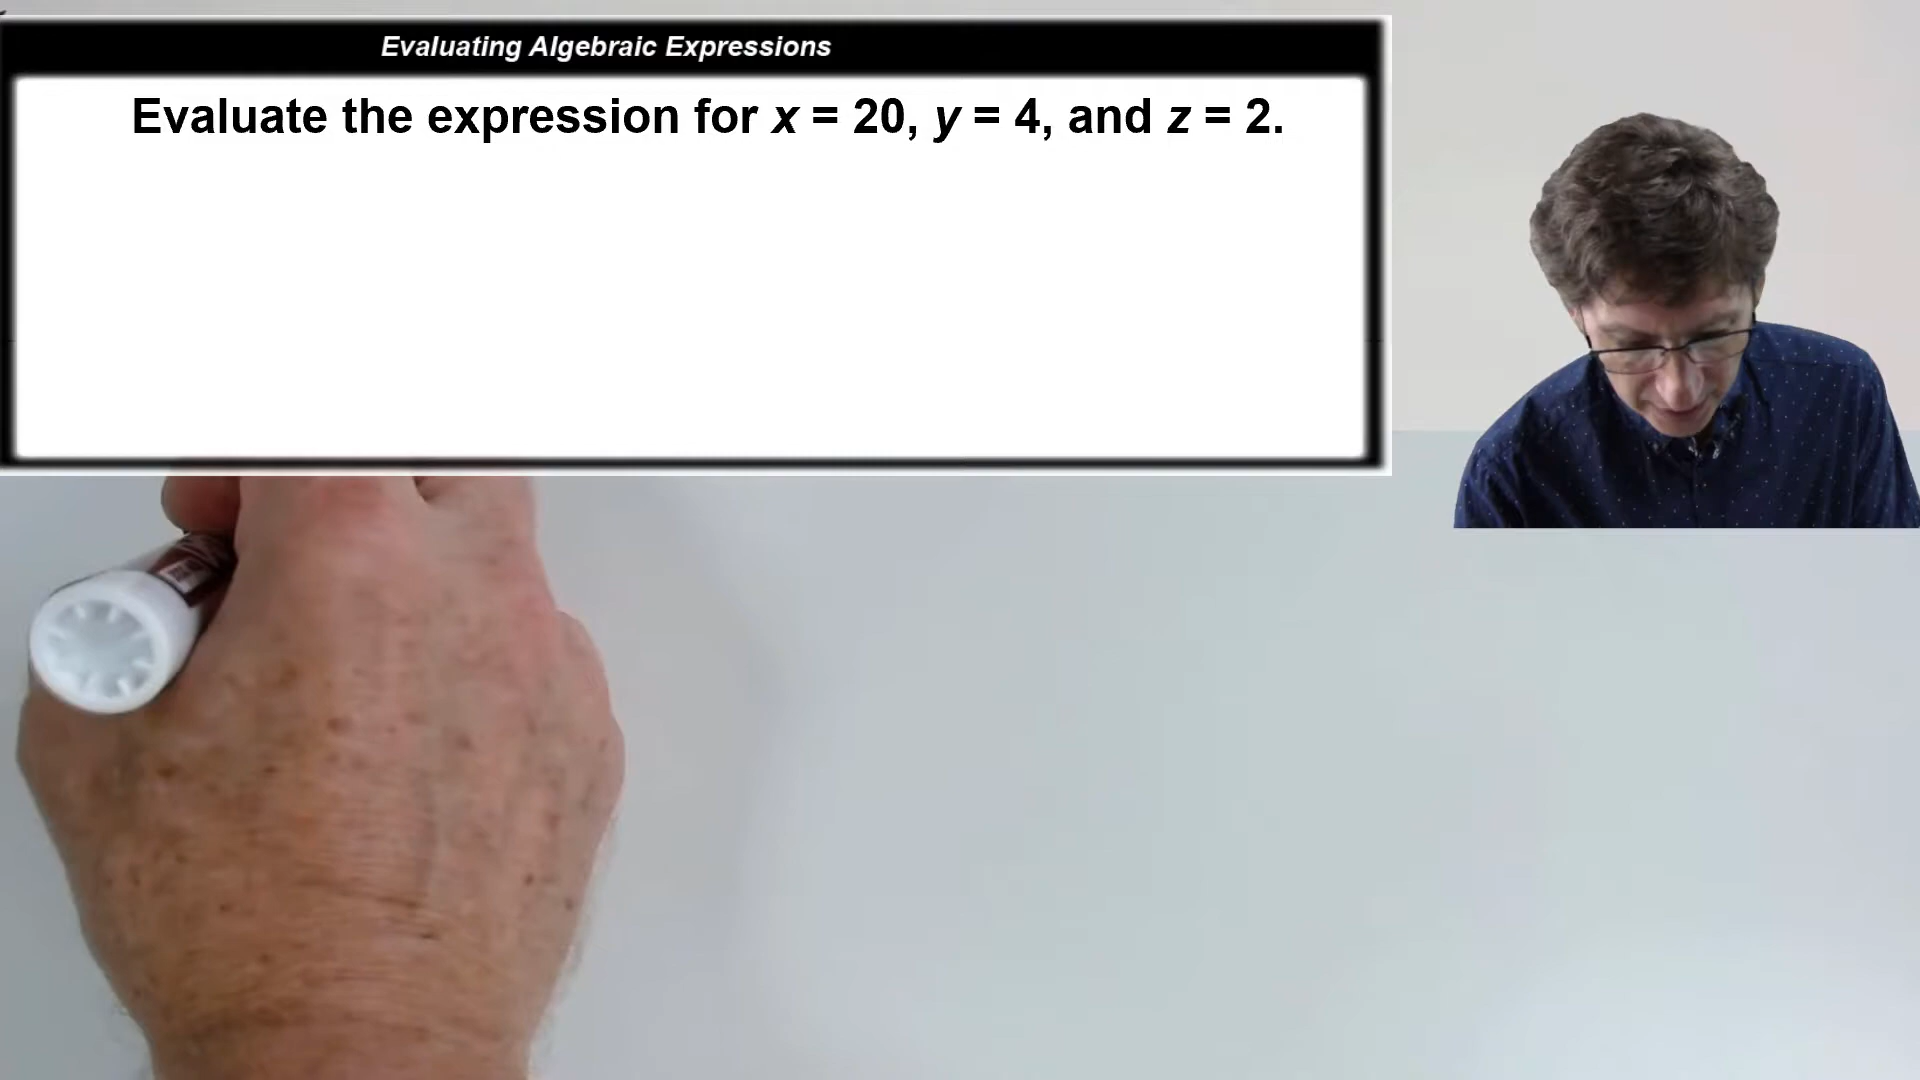 Evaluating Algebraic Expressions
Evaluate the expression for x = 20, y = 4, and z = 2.